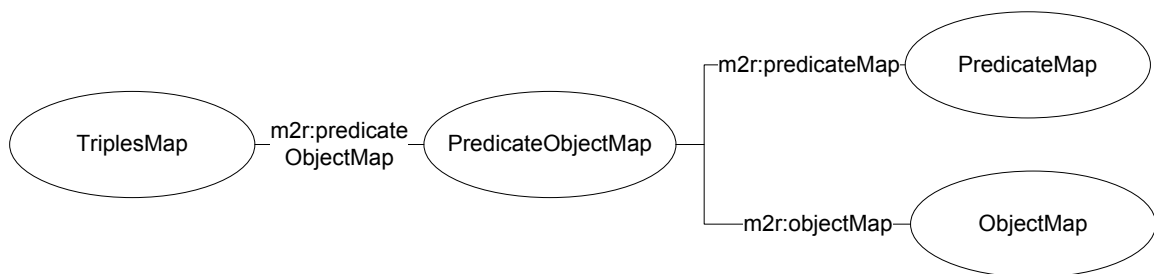 TriplesMap
m2r:predicate
ObjectMap
PredicateObjectMap
m2r:predicateMap
PredicateMap
m2r:objectMap
ObjectMap